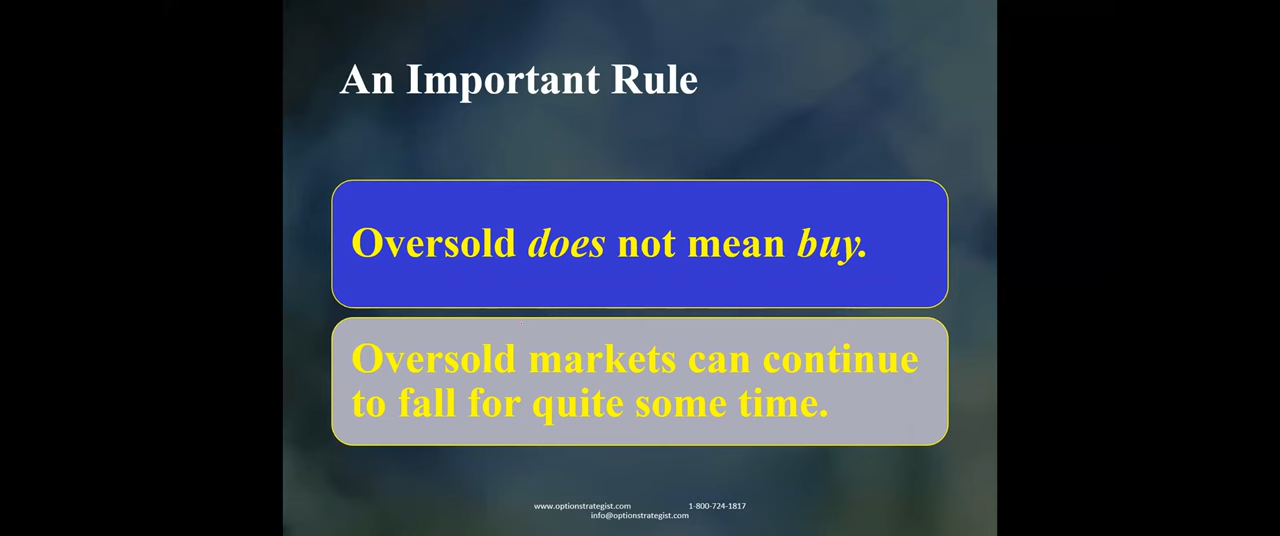 An Important Rule
Oversold does not mean buy.
Oversold markets can continue
to fall for quite some time.
www.optionstrategist.com 1-800-724-1817
info@optionstrategist.com